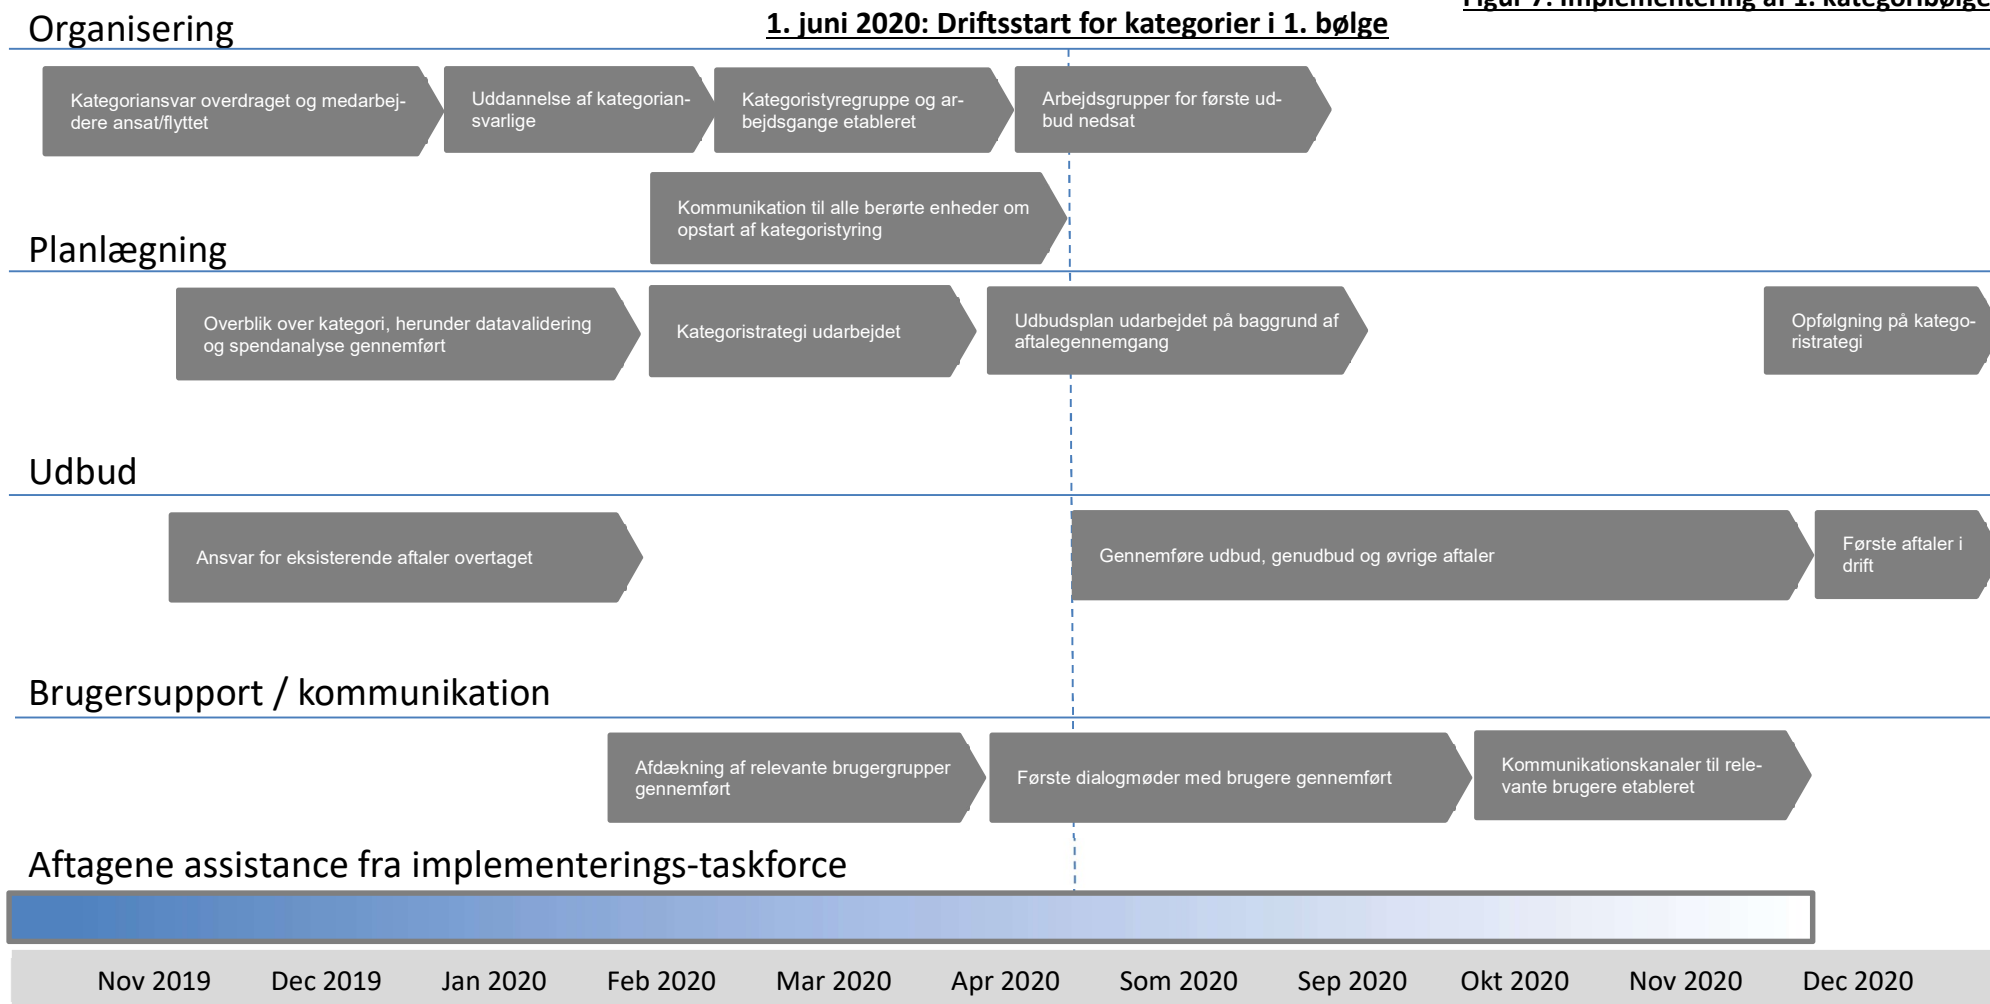 Figur 7: Implementering af 1. kategoribølge
1. juni 2020: Driftsstart for kategorier i 1. bølge
Organisering
Kategoriansvar overdraget og medarbej-
dere ansat/flyttet
Uddannelse af kategorian-
svarlige
Kategoristyregruppe og ar-
bejdsgange etableret
Arbejdsgrupper for første ud-
bud nedsat
Kommunikation til alle berørte enheder om
opstart af kategoristyring
Planlægning
Overblik over kategori, herunder datavalidering
og spendanalyse gennemført
Kategoristrategi udarbejdet
Udbudsplan udarbejdet på baggrund af
aftalegennemgang
Opfølgning på katego-
ristrategi
Udbud
Ansvar for eksisterende aftaler overtaget
Gennemføre udbud, genudbud og øvrige aftaler
Første aftaler i
drift
Brugersupport / kommunikation
Afdækning af relevante brugergrupper
gennemført
Første dialogmøder med brugere gennemført
Kommunikationskanaler til rele-
vante brugere etableret
Aftagene assistance fra implementerings-taskforce
Nov 2019 Dec 2019 Jan 2020 Feb 2020 Mar 2020 Apr 2020 Som 2020 Sep 2020 Okt 2020 Nov 2020 Dec 2020